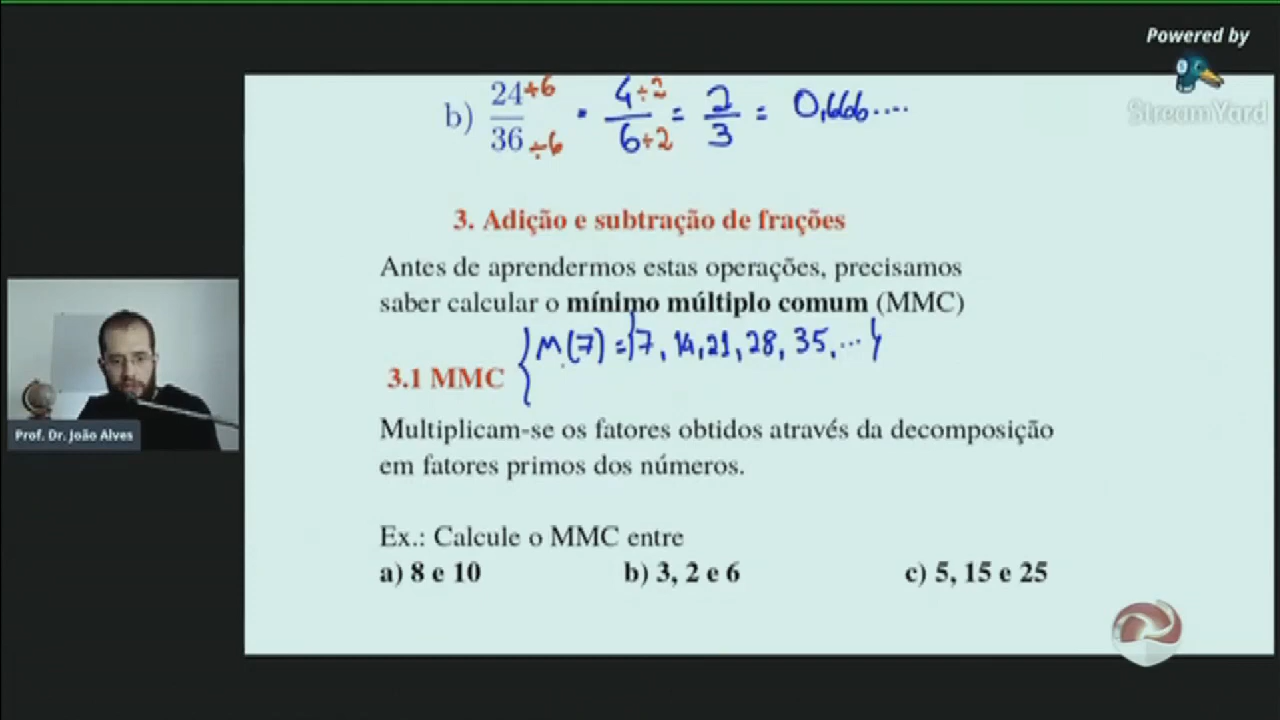 Powered by
StreamYard
b) 24÷6 / 36÷6 = 4÷2 / 6÷2 = 2/3 = 0,666....
3. Adição e subtração de frações
Antes de aprendermos estas operações, precisamos
saber calcular o mínimo múltiplo comum (MMC)
M(7) = {7, 14, 21, 28, 35, ...}
3.1 MMC
Prof. Dr. João Alves
Multiplicam-se os fatores obtidos através da decomposição
em fatores primos dos números.
Ex.: Calcule o MMC entre
a) 8 e 10 b) 3, 2 e 6 c) 5, 15 e 25